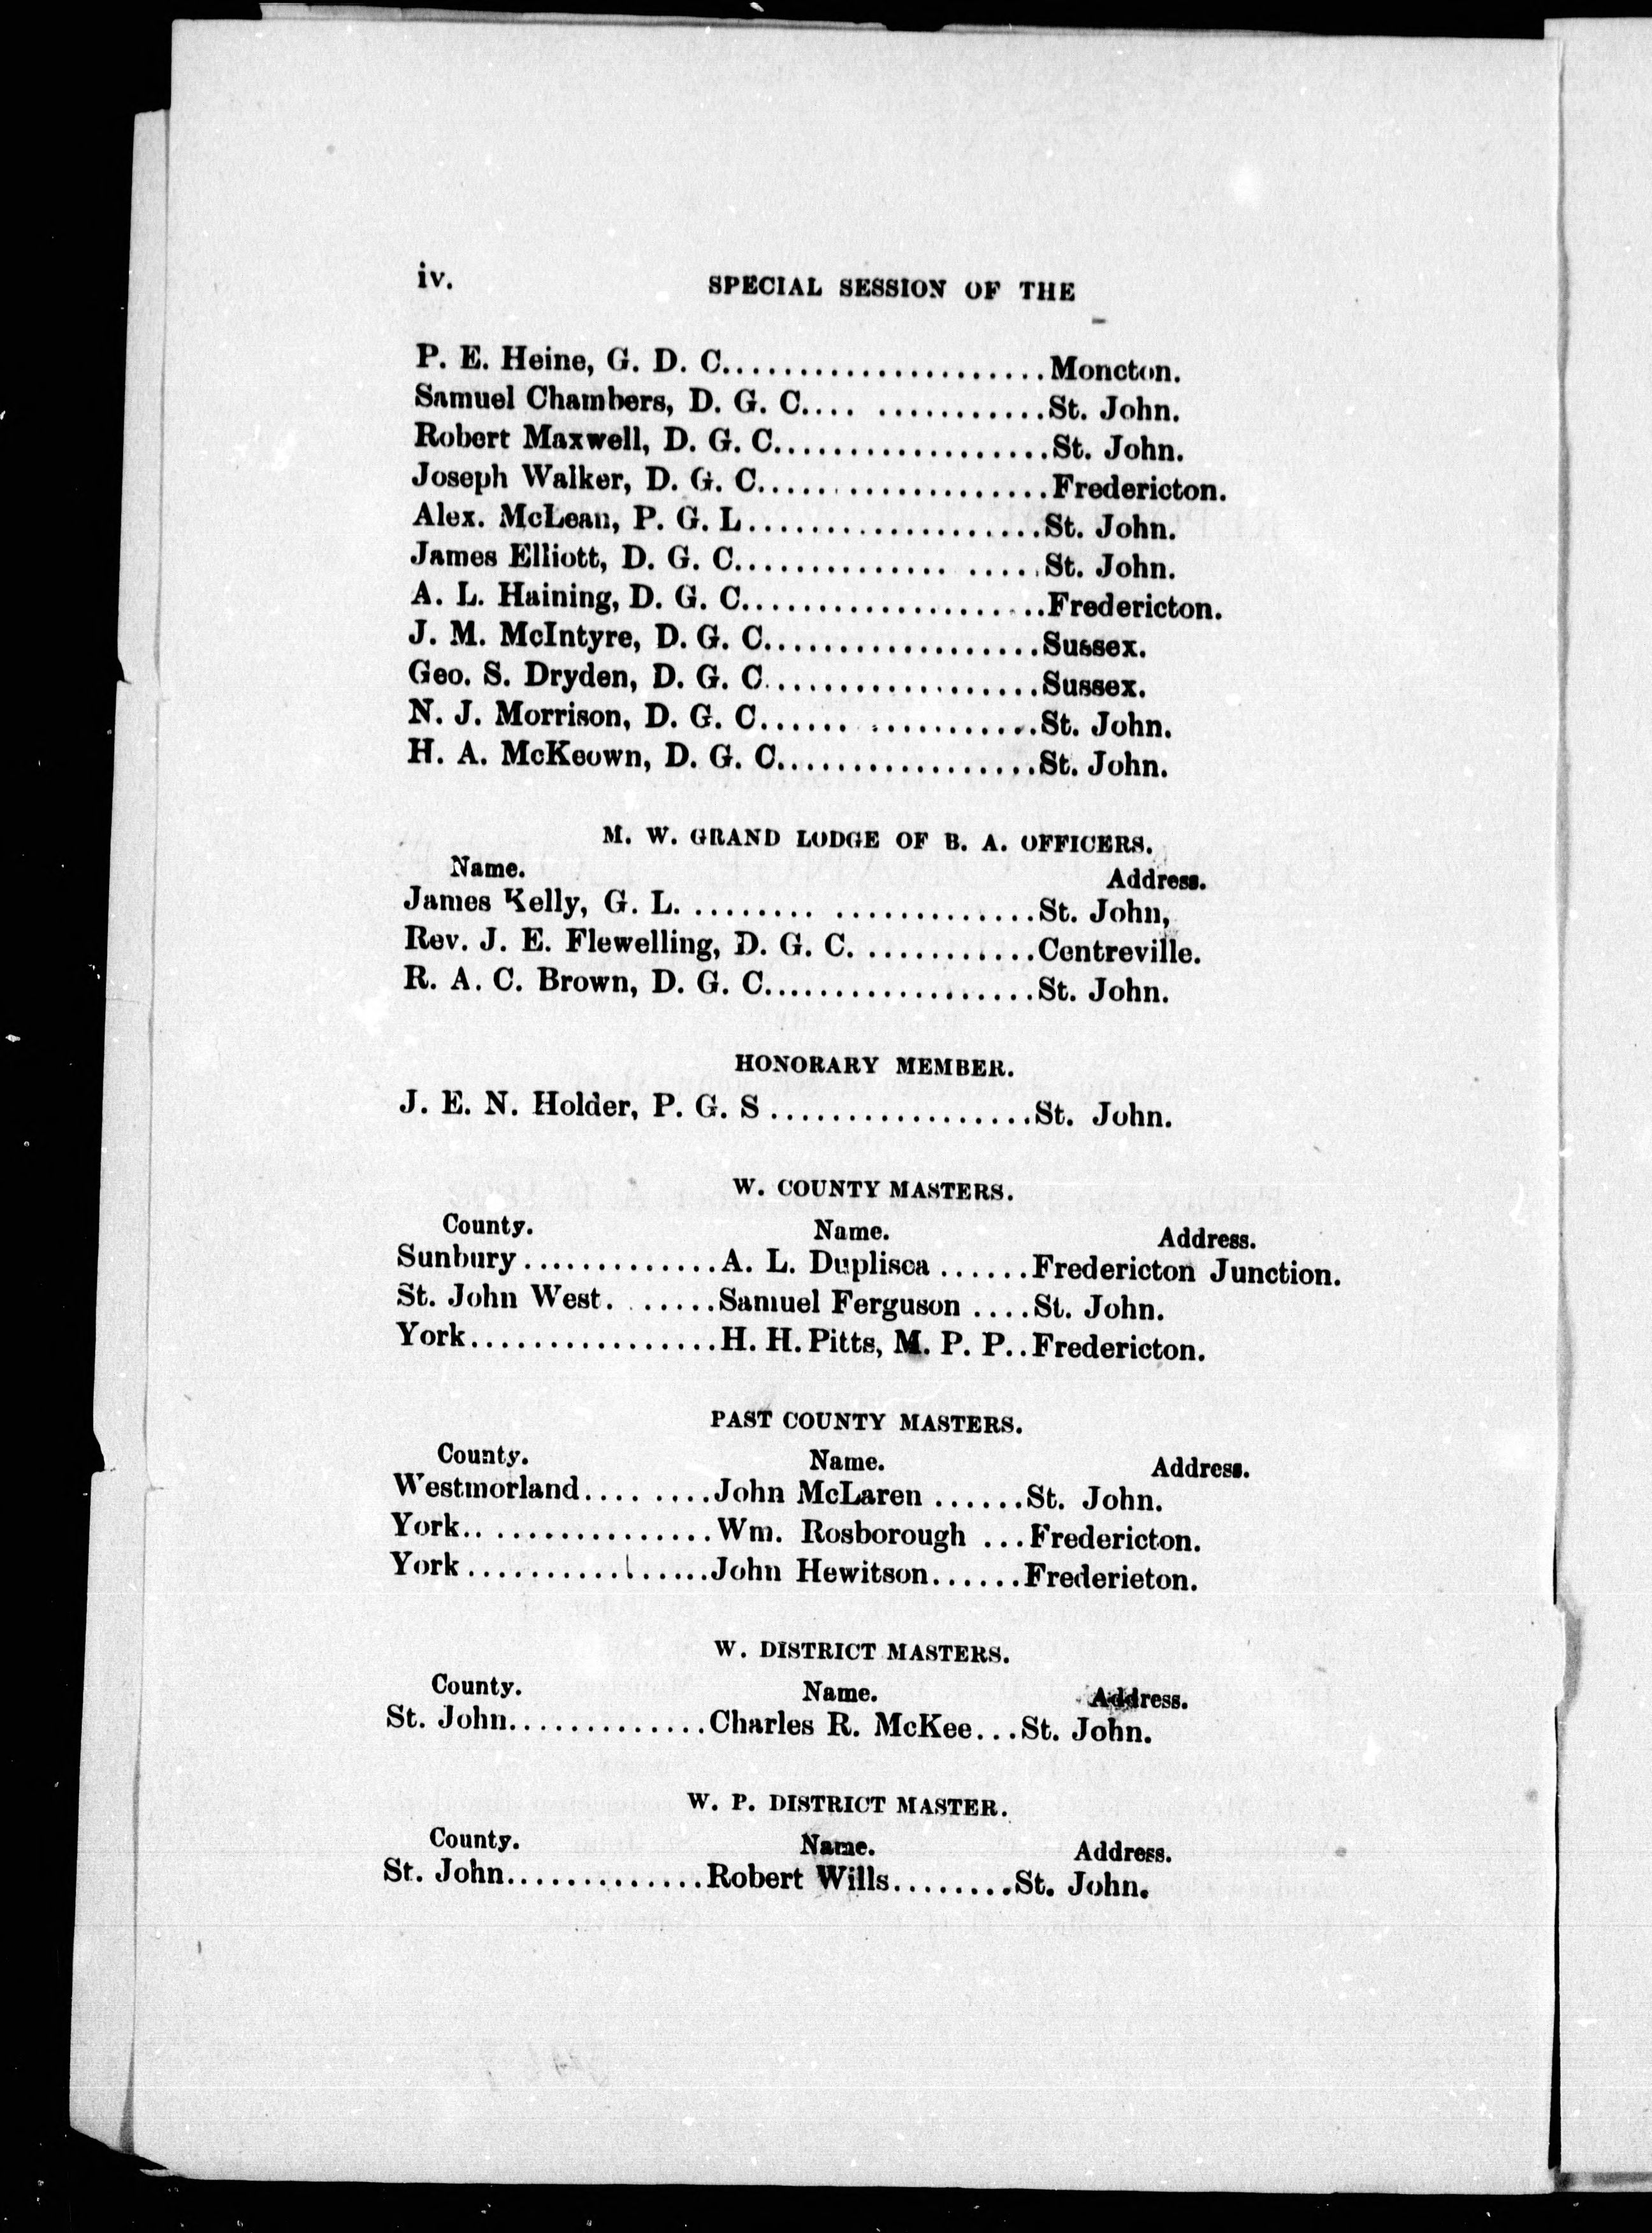 iv. SPECIAL SESSION OF THE
P. E. Heine, G. D. C.....................Moncton.
Samuel Chambers, D. G. C.... ...........St. John.
Robert Maxwell, D. G. C..................St. John.
Joseph Walker, D. G. C...................Fredericton.
Alex. McLean, P. G. L...................St. John.
James Elliott, D. G. C.............. .....St. John.
A. L. Haining, D. G. C....................Fredericton.
J. M. McIntyre, D. G. C..................Sussex.
Geo. S. Dryden, D. G. C..................Sussex.
N. J. Morrison, D. G. C...... ...........St. John.
H. A. McKeown, D. G. C.................St. John.
M. W. GRAND LODGE OF B. A. OFFICERS.
Name. Address.
James Kelly, G. L. ........ .............St. John,
Rev. J. E. Flewelling, D. G. C. ...........Centreville.
R. A. C. Brown, D. G. C..................St. John.
HONORARY MEMBER.
J. E. N. Holder, P. G. S .................St. John.
W. COUNTY MASTERS.
County. Name. Address.
Sunbury.............A. L. Duplisca ......Fredericton Junction.
St. John West. ......Samuel Ferguson ....St. John.
York................H. H. Pitts, M. P. P..Fredericton.
PAST COUNTY MASTERS.
County. Name. Address.
Westmorland.... ....John McLaren ......St. John.
York.. ..............Wm. Rosborough ...Fredericton.
York................John Hewitson......Frederieton.
W. DISTRICT MASTERS.
County. Name. Address.
St. John.............Charles R. McKee...St. John.
W. P. DISTRICT MASTER.
County. Name. Address.
St. John.............Robert Wills........St. John.